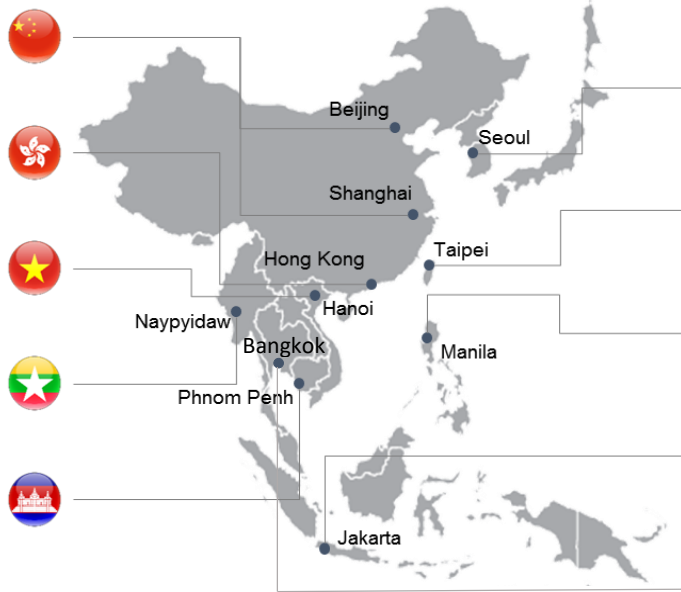 Beijing
Seoul
Shanghai
Taipei
Hong Kong
Hanoi
Naypyidaw
Bangkok
Manila
Phnom Penh
Jakarta